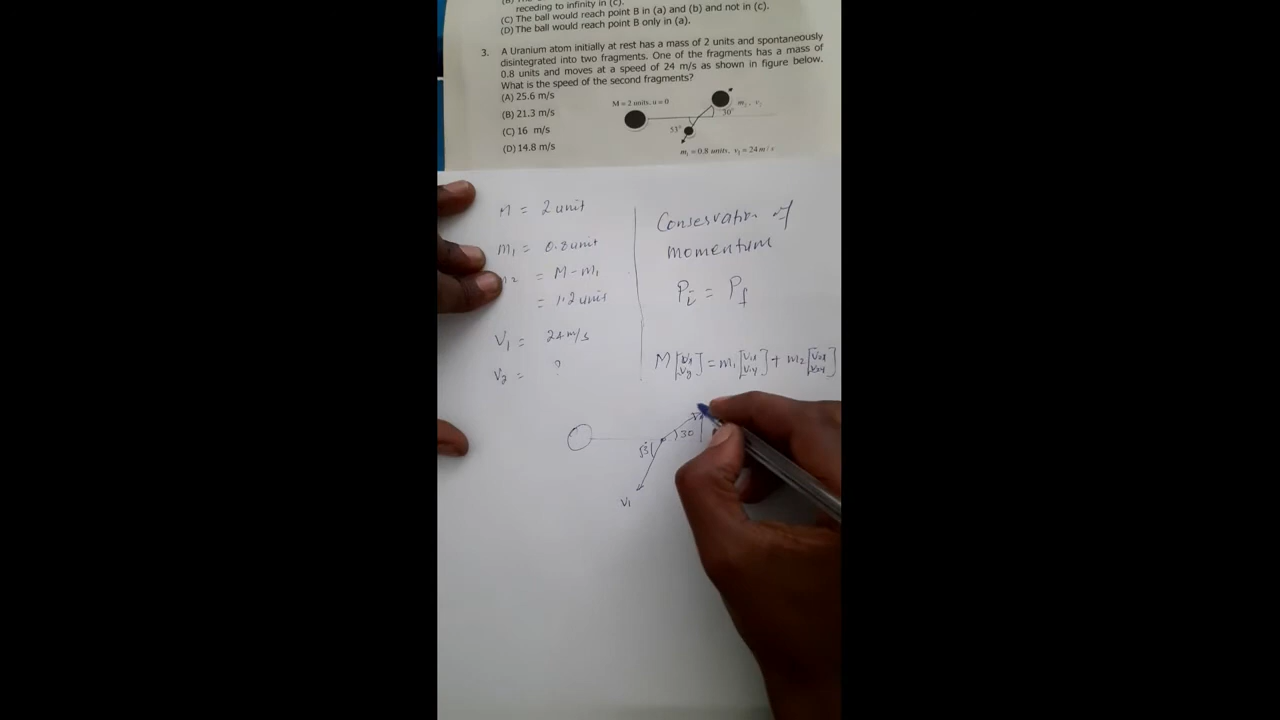 receding to infinity in (c).
(C) The ball would reach point B in (a) and (b) and not in (c).
(D) The ball would reach point B only in (a).
3. A Uranium atom initially at rest has a mass of 2 units and spontaneously
disintegrated into two fragments. One of the fragments has a mass of
0.8 units and moves at a speed of 24 m/s as shown in figure below.
What is the speed of the second fragments?
(A) 25.6 m/s
(B) 21.3 m/s
(C) 16 m/s
(D) 14.8 m/s
M = 2 units, u = 0
30°
53°
m₁ = 0.8 units, v₁ = 24 m/s
M = 2 unit
m₁ = 0.8 unit
= M - m₁
= 1.2 unit
V₁ = 24 m/s
V₂ = ?
Conservation of
momentum
Pi = Pf
M = m₁ [V1x V1y] + m₂ [V2x V2y]
30
53
V₁